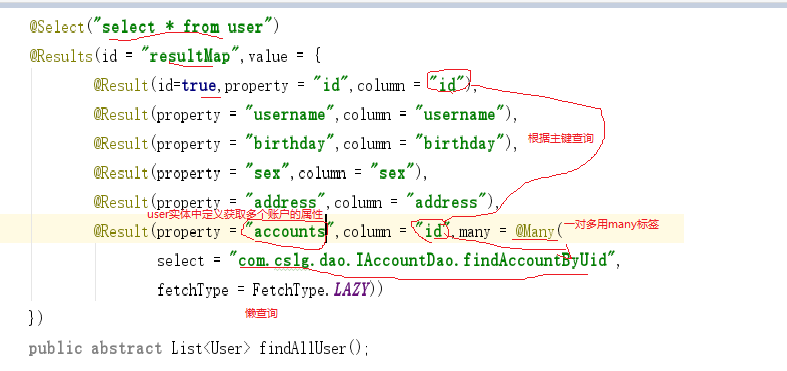 @Select("select * from user")
@Results(id = "resultMap",value = {
@Result(id=true,property = "id",column = "id"),
@Result(property = "username",column = "username"),
@Result(property = "birthday",column = "birthday"),
根据主键查询
@Result(property = "sex",column = "sex"),
@Result(property = "address",column = "address"),
user实体中定义获取多个账户的属性
@Result(property = "accounts",column = "id",many = @Many(
一对多用many标签
select = "com.cslg.dao.IAccountDao.findAccountByUid",
fetchType = FetchType.LAZY))
懒查询
})
public abstract List<User> findAllUser();